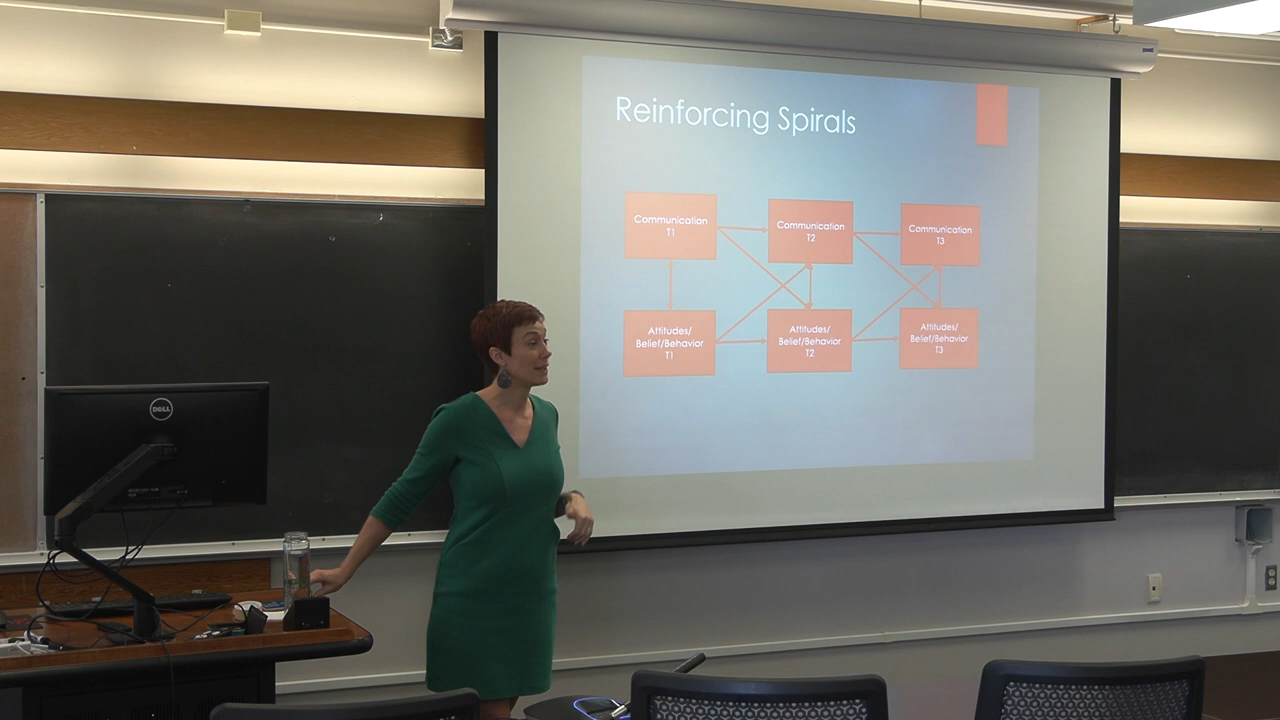 Reinforcing Spirals
Communication
T1
Communication
T2
Communication
T3
Attitudes/
Belief/Behavior
T1
Attitudes/
Belief/Behavior
T2
Attitudes/
Belief/Behavior
T3
DELL